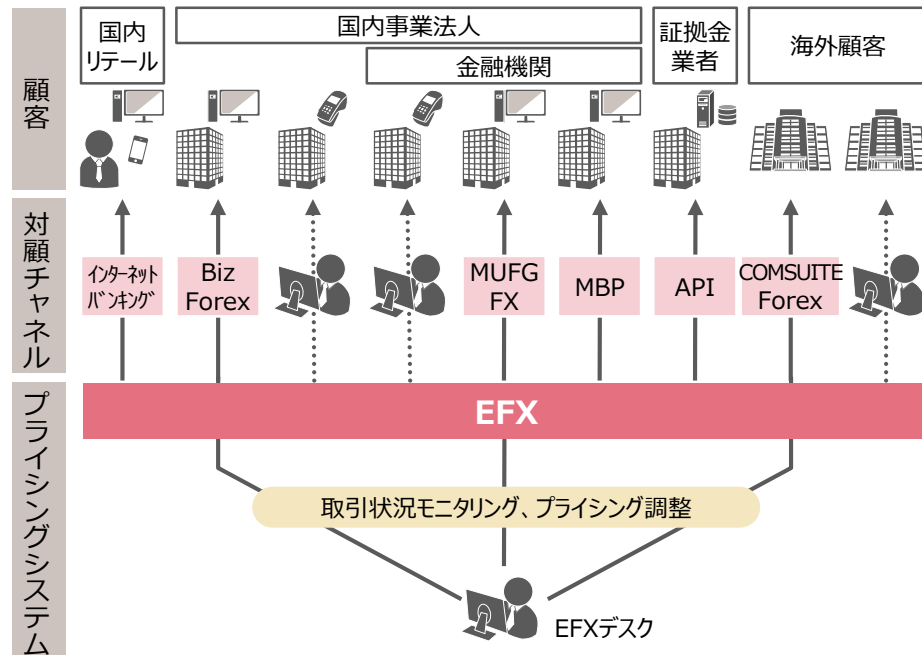 顧客
国内
リテール
国内事業法人
金融機関
証拠金
業者
海外顧客
対顧チャネル
インターネット
バンキング
Biz
Forex
MUFG
FX
MBP
API
COMSUITE
Forex
プライシングシステム
EFX
取引状況モニタリング、プライシング調整
EFXデスク